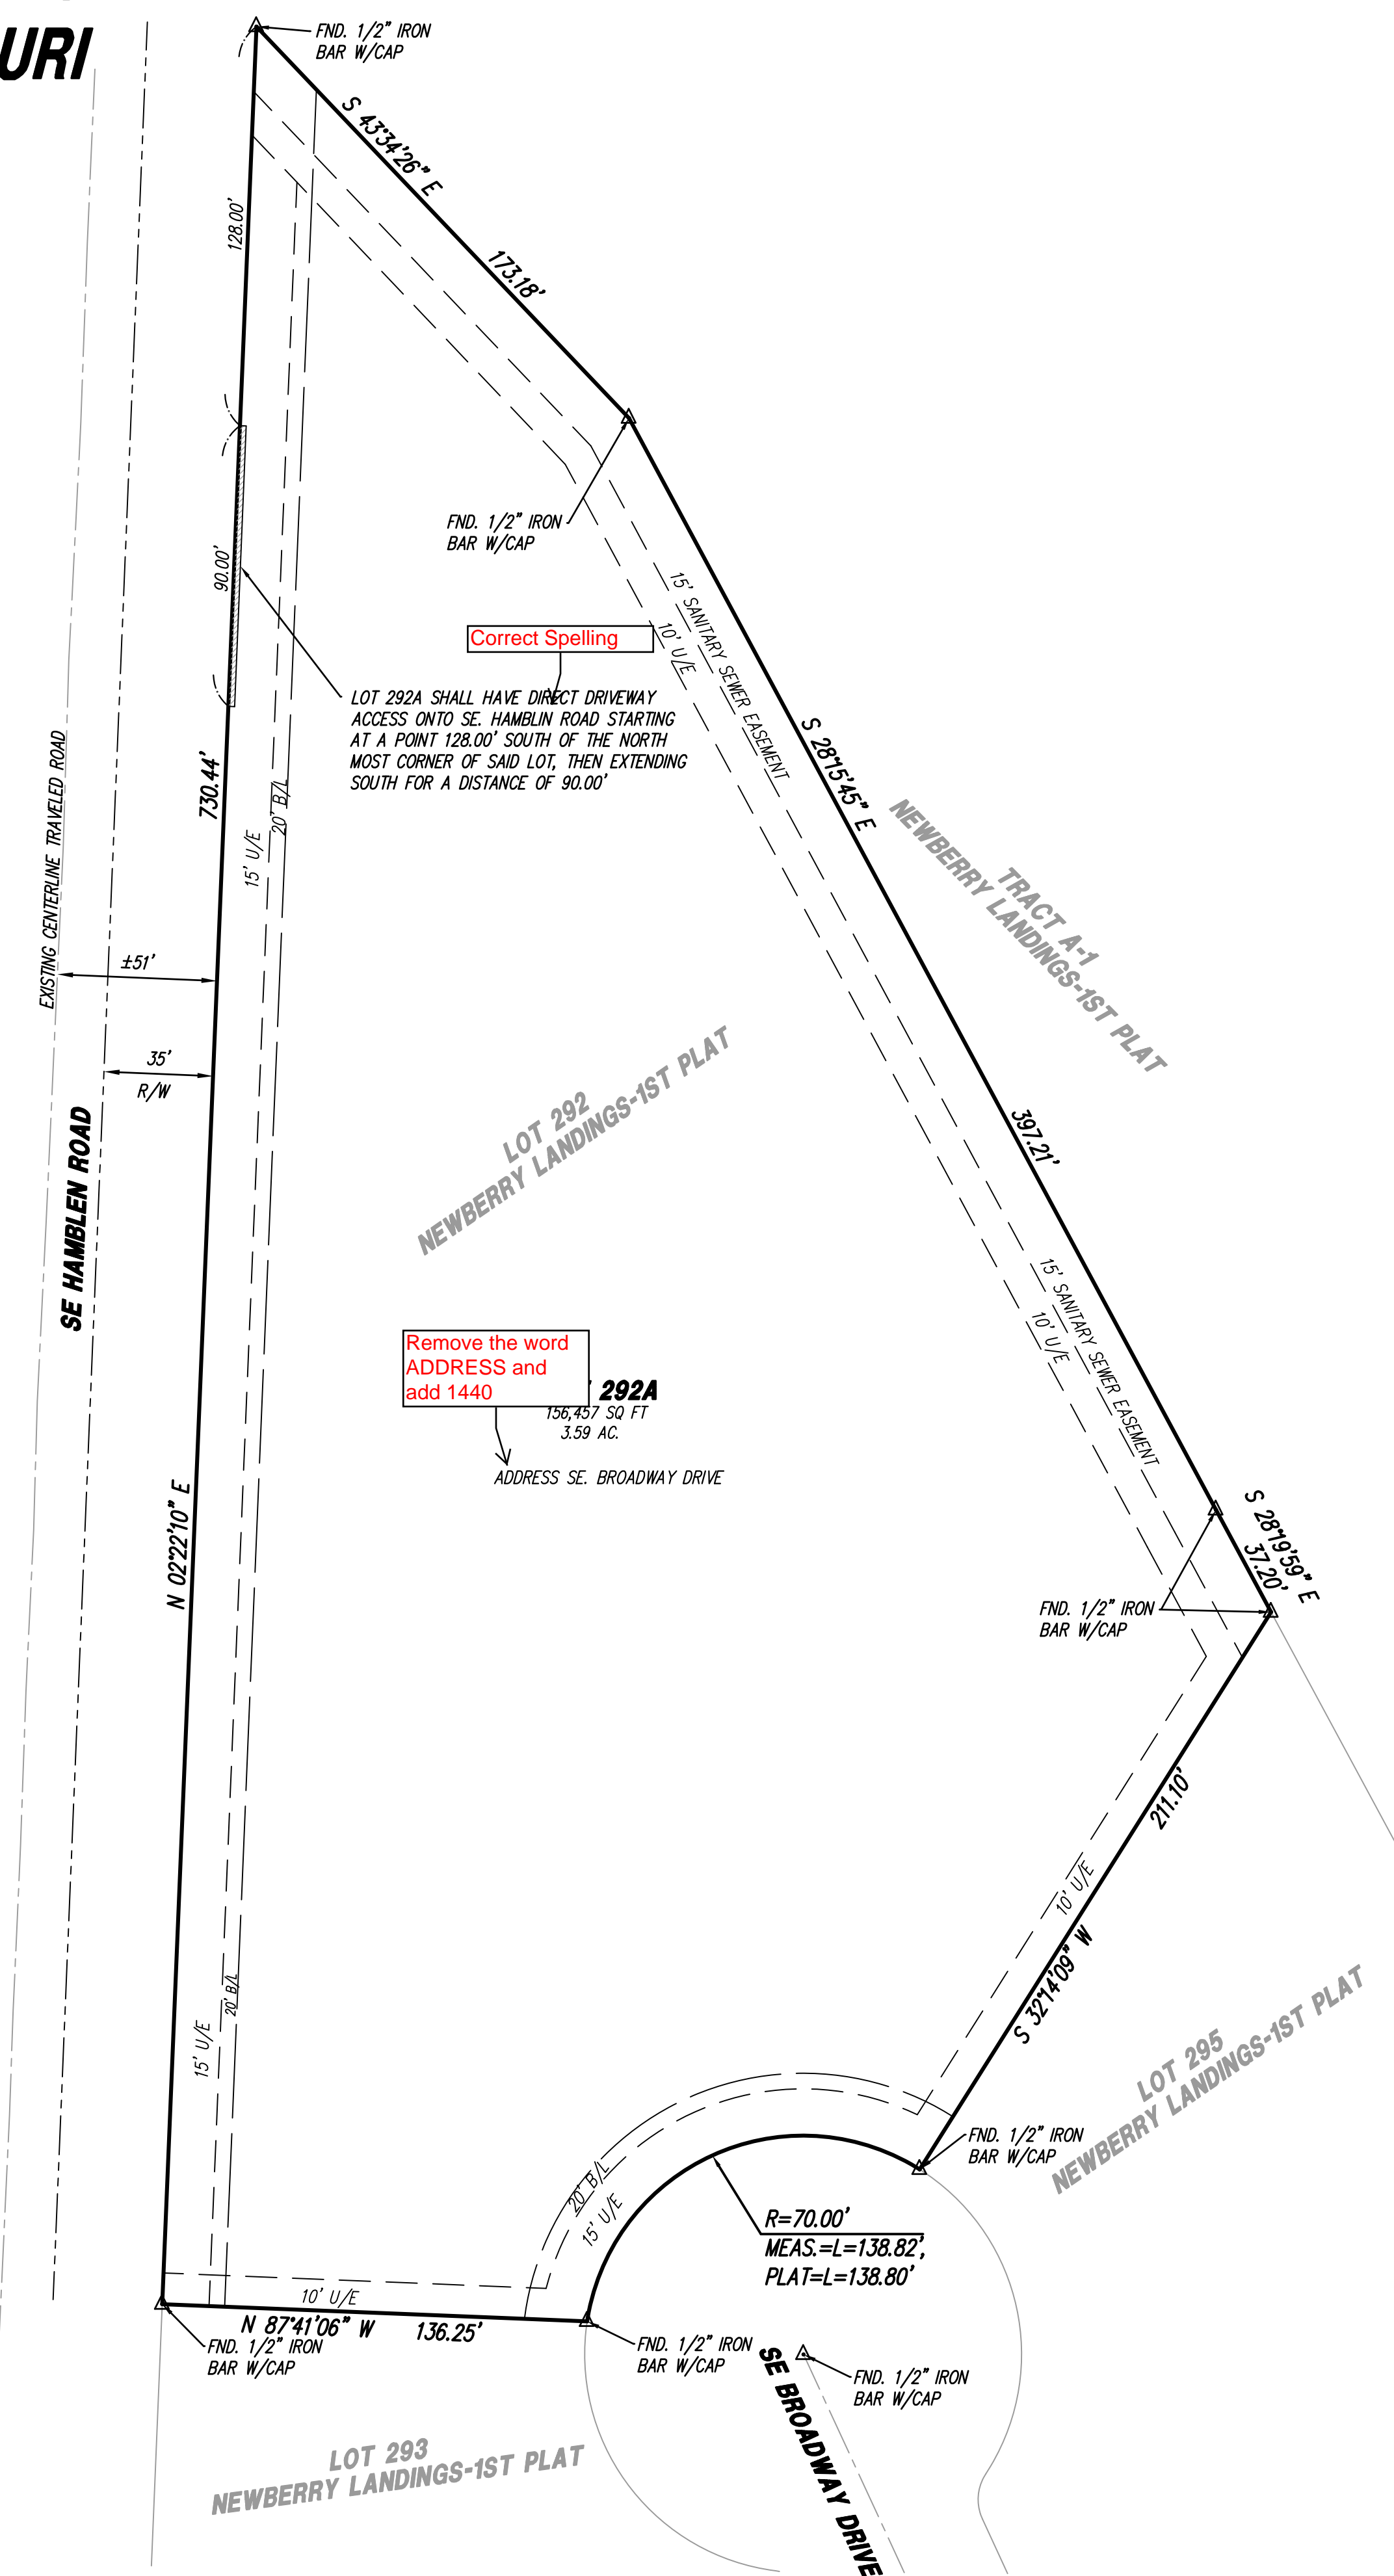 URI
FND. 1/2" IRON
BAR W/CAP
S 43°34'26" E
173.18'
128.00'
FND. 1/2" IRON
BAR W/CAP
90.00'
15' SANITARY SEWER EASEMENT
10' U/E
Correct Spelling
LOT 292A SHALL HAVE DIRECT DRIVEWAY
ACCESS ONTO SE. HAMBLIN ROAD STARTING
AT A POINT 128.00' SOUTH OF THE NORTH
MOST CORNER OF SAID LOT, THEN EXTENDING
SOUTH FOR A DISTANCE OF 90.00'
S 28°15'45" E
730.44'
20' B/L
15' U/E
EXISTING CENTERLINE TRAVELED ROAD
TRACT A-1
NEWBERRY LANDINGS-1ST PLAT
±51'
35'
R/W
LOT 292
NEWBERRY LANDINGS-1ST PLAT
397.21'
SE HAMBLEN ROAD
15' SANITARY SEWER EASEMENT
10' U/E
Remove the word
ADDRESS and
add 1440
292A
156,457 SQ FT
3.59 AC.
ADDRESS SE. BROADWAY DRIVE
N 02°22'10" E
S 28°19'59" E
37.20'
FND. 1/2" IRON
BAR W/CAP
211.10'
10' U/E
S 32°14'09" W
20' B/L
15' U/E
LOT 295
NEWBERRY LANDINGS-1ST PLAT
FND. 1/2" IRON
BAR W/CAP
20' B/L
15' U/E
R=70.00'
MEAS.=L=138.82',
PLAT=L=138.80'
10' U/E
N 87°41'06" W 136.25'
FND. 1/2" IRON
BAR W/CAP
FND. 1/2" IRON
BAR W/CAP
FND. 1/2" IRON
BAR W/CAP
SE BROADWAY DRIVE
LOT 293
NEWBERRY LANDINGS-1ST PLAT